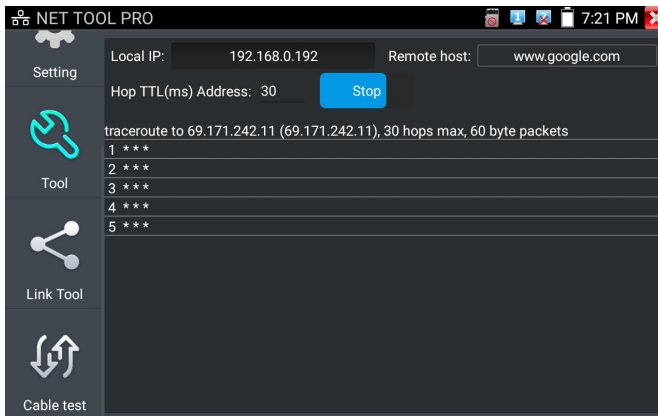 NET TOOL PRO
7:21 PM
Setting
Local IP: 192.168.0.192 Remote host: www.google.com
Hop TTL(ms) Address: 30 Stop
traceroute to 69.171.242.11 (69.171.242.11), 30 hops max, 60 byte packets
1 * * *
2 * * *
3 * * *
4 * * *
5 * * *
Tool
Link Tool
Cable test